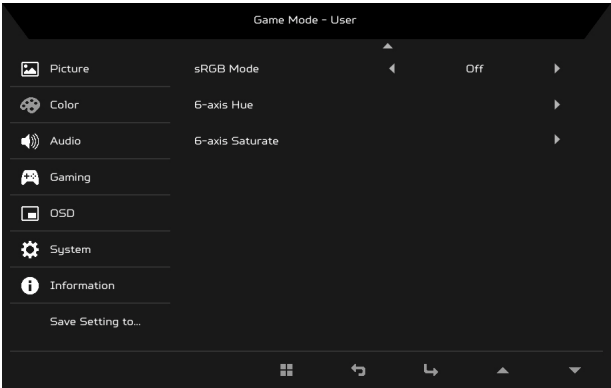 Game Mode - User
Picture
sRGB Mode Off
Color
6-axis Hue
Audio
6-axis Saturate
Gaming
OSD
System
Information
Save Setting to...